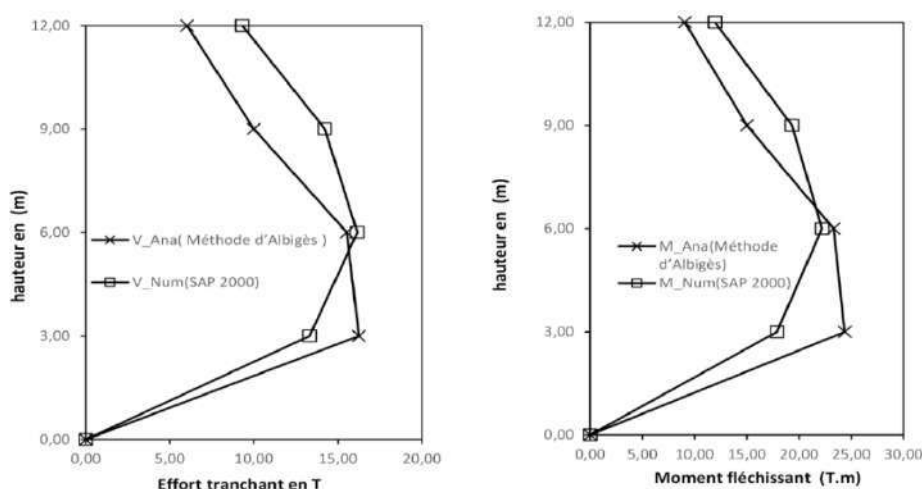 12,00
9,00
6,00
3,00
0,00
hauteur en (m)
V_Ana( Méthode d'Albigès )
V_Num(SAP 2000)
0,00 5,00 10,00 15,00 20,00
Effort tranchant en T
12,00
9,00
6,00
3,00
0,00
hauteur en (m)
M_Ana(Méthode
d'Albigès)
M_Num(SAP 2000)
0,00 5,00 10,00 15,00 20,00 25,00 30,00
Moment fléchissant (T.m)